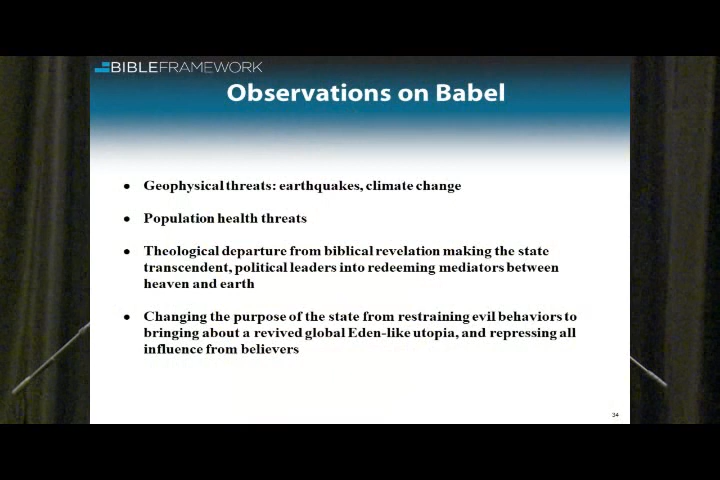 BIBLEFRAMEWORK
Observations on Babel
• Geophysical threats: earthquakes, climate change
• Population health threats
• Theological departure from biblical revelation making the state
transcendent, political leaders into redeeming mediators between
heaven and earth
• Changing the purpose of the state from restraining evil behaviors to
bringing about a revived global Eden-like utopia, and repressing all
influence from believers
34